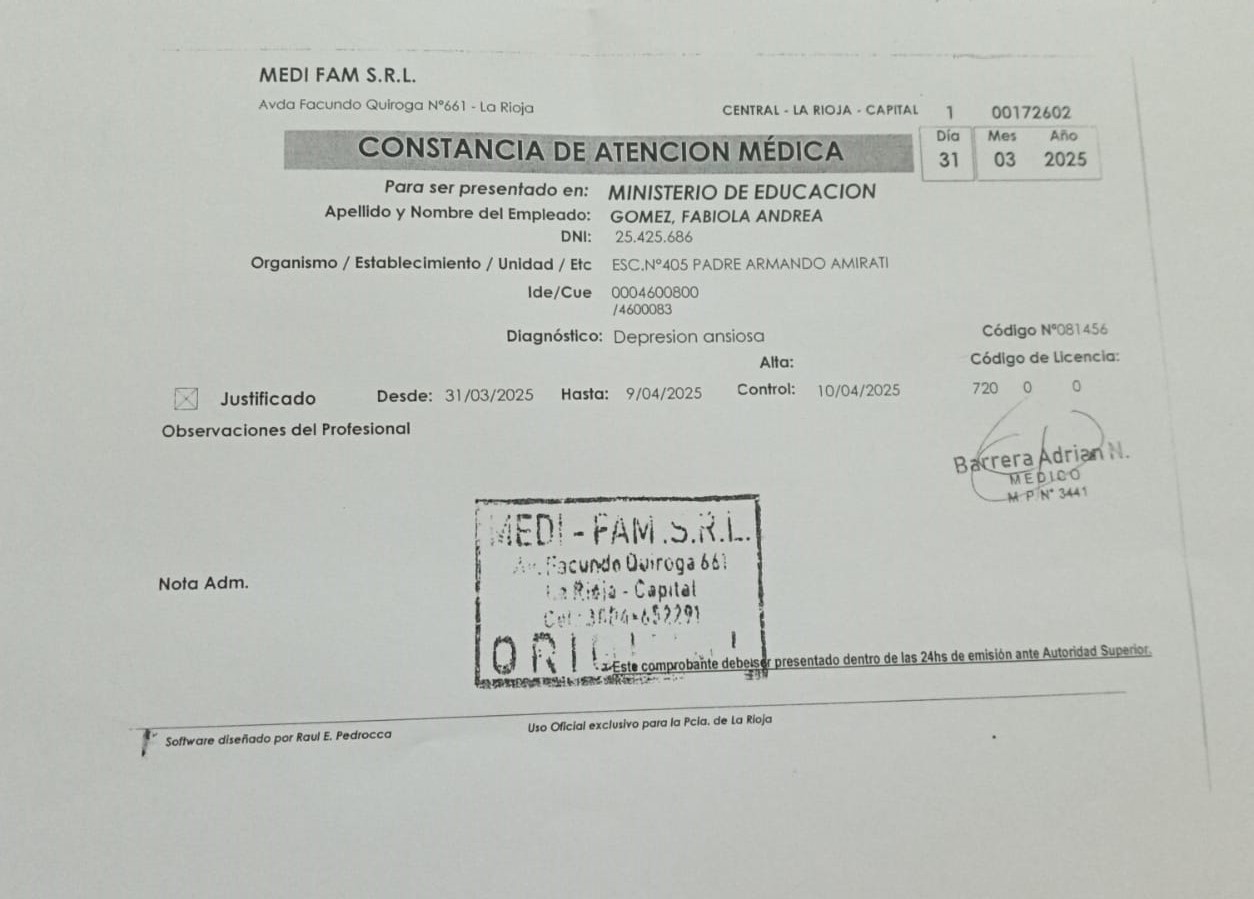 MEDI FAM S.R.L.
Avda Facundo Quiroga Nº661 - La Rioja
CENTRAL - LA RIOJA - CAPITAL 1 00172602
CONSTANCIA DE ATENCION MÉDICA
Día Mes Año
31 03 2025
Para ser presentado en: MINISTERIO DE EDUCACION
Apellido y Nombre del Empleado: GOMEZ, FABIOLA ANDREA
DNI: 25.425.686
Organismo / Establecimiento / Unidad / Etc ESC.Nº405 PADRE ARMANDO AMIRATI
Ide/Cue 0004600800
/4600083
Diagnóstico: Depresion ansiosa
Código Nº081456
Alta:
Código de Licencia:
Justificado Desde: 31/03/2025 Hasta: 9/04/2025 Control: 10/04/2025
720 0 0
Observaciones del Profesional
Barrera Adrian N.
MEDICO
M P Nº 3441
MEDI - FAM .S.R.L.
Av. Facundo Quiroga 661
La Rioja - Capital
Nota Adm.
Este comprobante debe ser presentado dentro de las 24hs de emisión ante Autoridad Superior.
Software diseñado por Raul E. Pedrocca
Uso Oficial exclusivo para la Pcia. de La Rioja